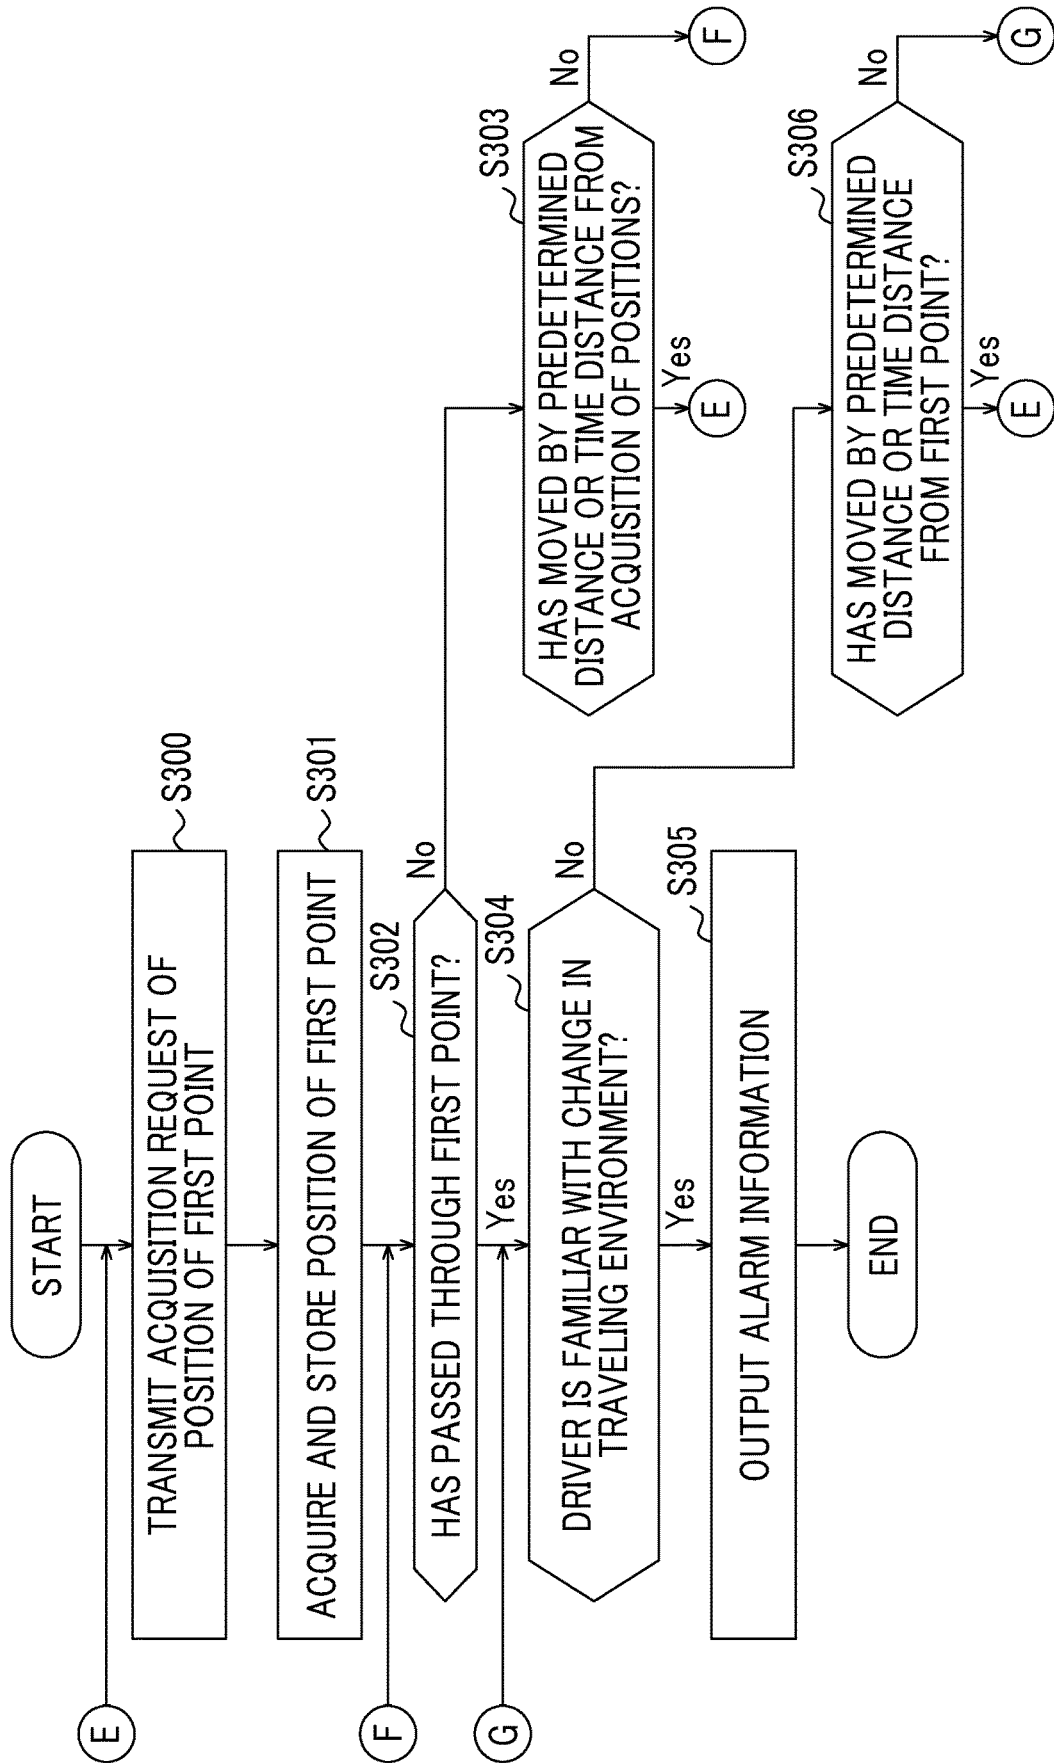 START
E
TRANSMIT ACQUISITION REQUEST OF
POSITION OF FIRST POINT
S300
ACQUIRE AND STORE POSITION OF FIRST POINT
S301
F
HAS PASSED THROUGH FIRST POINT?
S302
No
Yes
HAS MOVED BY PREDETERMINED
DISTANCE OR TIME DISTANCE FROM
ACQUISITION OF POSITIONS?
S303
No
F
Yes
E
G
DRIVER IS FAMILIAR WITH CHANGE IN
TRAVELING ENVIRONMENT?
S304
No
Yes
OUTPUT ALARM INFORMATION
S305
HAS MOVED BY PREDETERMINED
DISTANCE OR TIME DISTANCE
FROM FIRST POINT?
S306
No
G
Yes
E
END